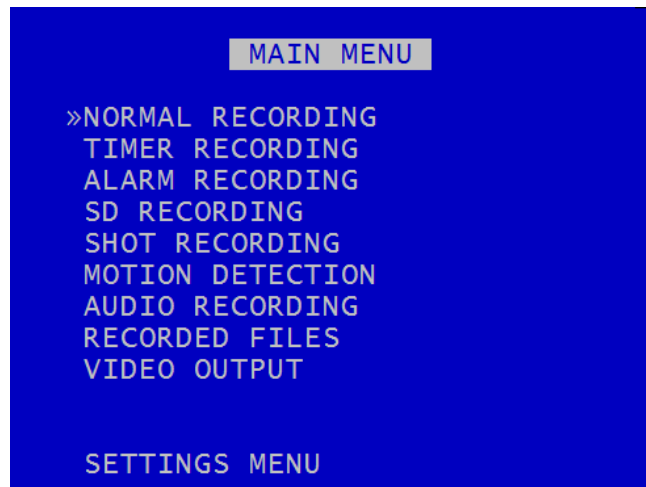 MAIN MENU
»NORMAL RECORDING
TIMER RECORDING
ALARM RECORDING
SD RECORDING
SHOT RECORDING
MOTION DETECTION
AUDIO RECORDING
RECORDED FILES
VIDEO OUTPUT
SETTINGS MENU